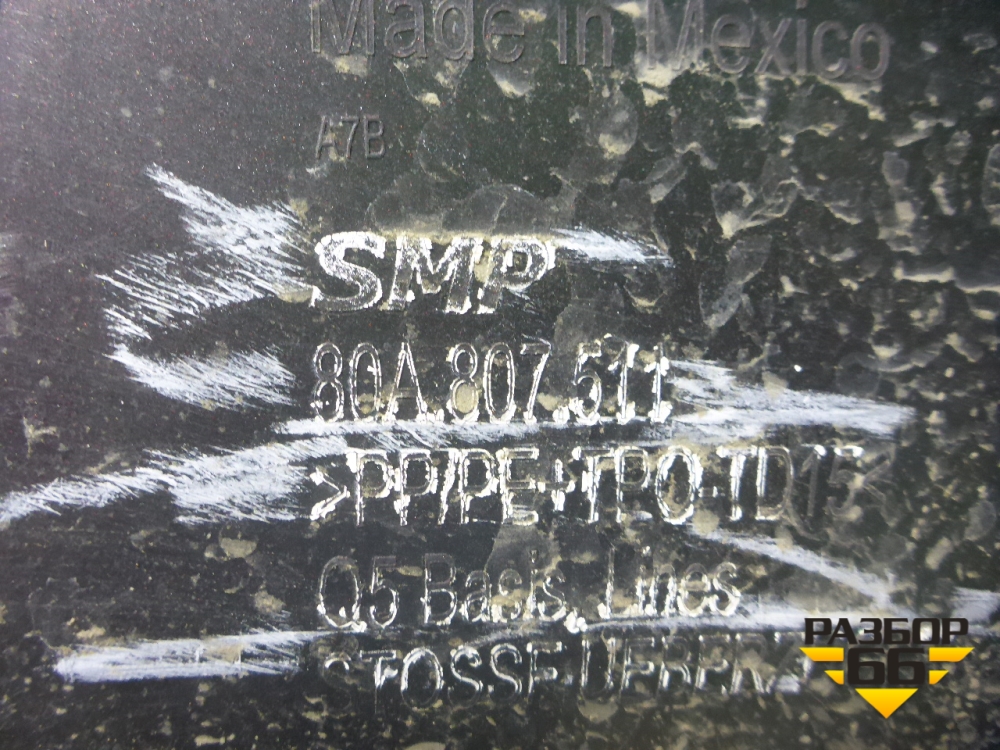 Made in Mexico
A7B
SMP
80A.807.511
>PP/PE+TPO-TD15<
Q5 Basis, Lines
РАЗБОР
66